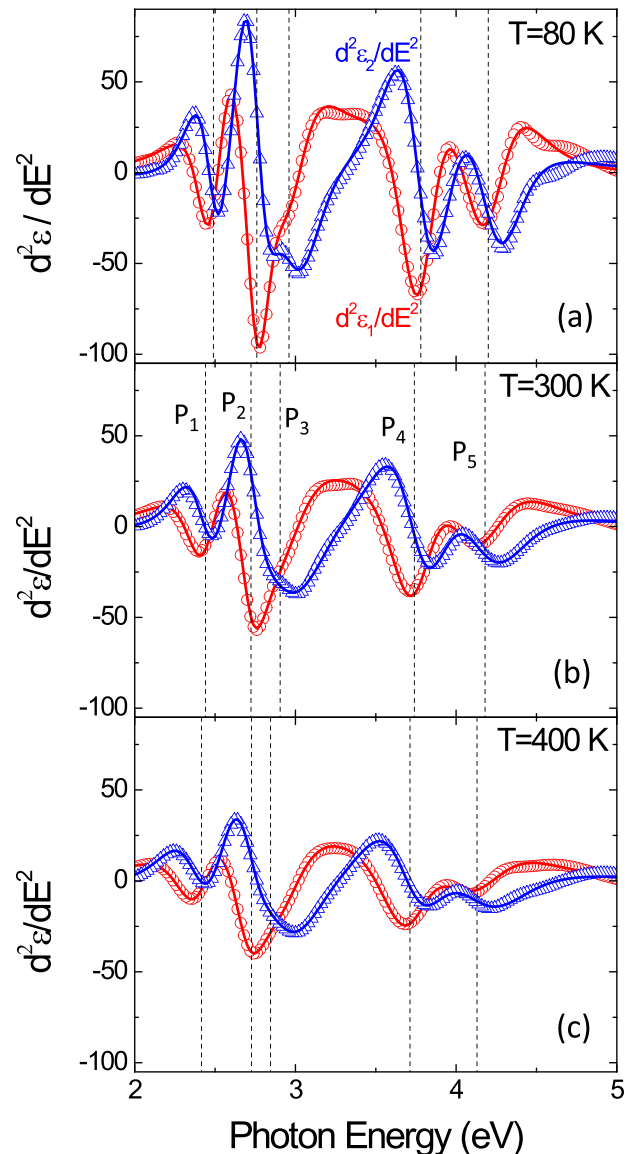 T=80 K
d²ε₂/dE²
50
0
-50
-100
d²ε / dE²
d²ε₁/dE²
(a)
T=300 K
P₁
P₂
P₃
P₄
P₅
50
0
-50
-100
d²ε/dE²
(b)
T=400 K
50
0
-50
-100
d²ε/dE²
(c)
2
3
4
5
Photon Energy (eV)